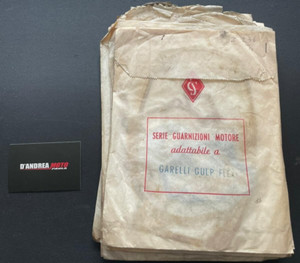 D'ANDREA MOTO
SERIE GUARNIZIONI MOTORE
adattabile a
GARELLI GULP FLEX